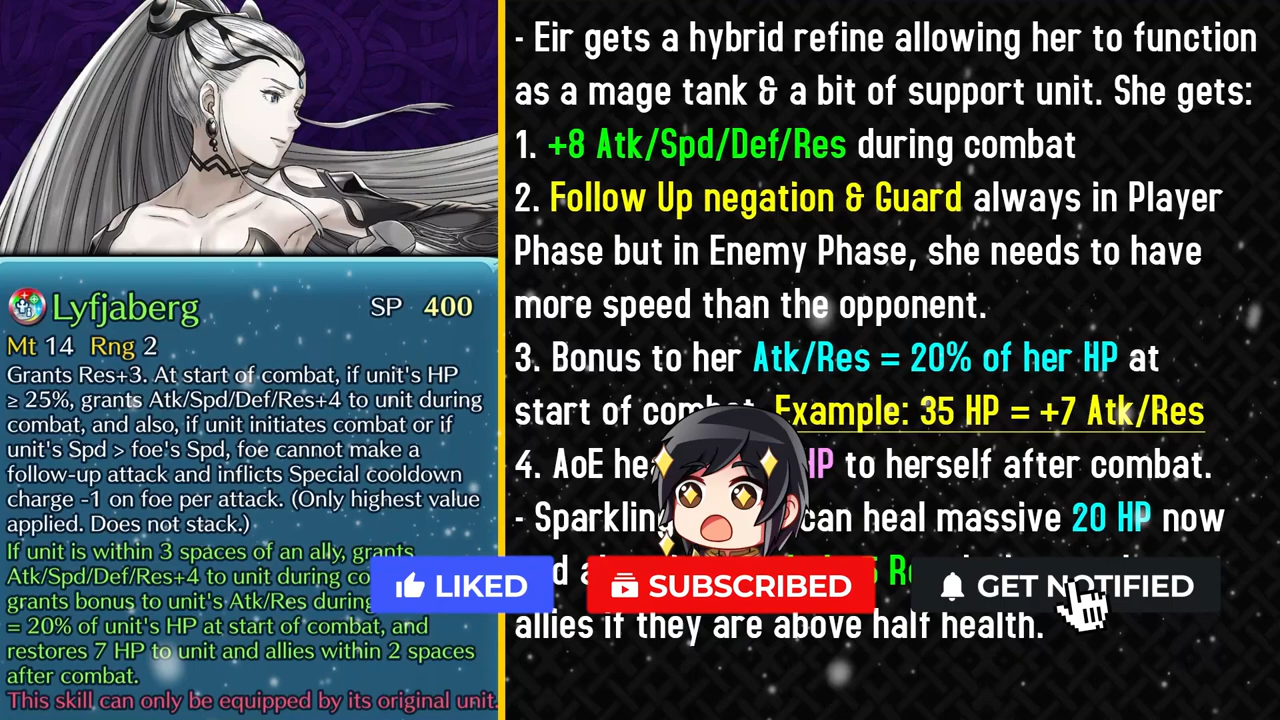 Lyfjaberg SP 400
Mt 14 Rng 2
Grants Res+3. At start of combat, if unit's HP
≥ 25%, grants Atk/Spd/Def/Res+4 to unit during
combat, and also, if unit initiates combat or if
unit's Spd > foe's Spd, foe cannot make a
follow-up attack and inflicts Special cooldown
charge -1 on foe per attack. (Only highest value
applied. Does not stack.)
If unit is within 3 spaces of an ally, grants
Atk/Spd/Def/Res+4 to unit during
grants bonus to unit's Atk/Res during
= 20% of unit's HP at start of combat, and
restores 7 HP to unit and allies within 2 spaces
after combat.
This skill can only be equipped by its original unit.
- Eir gets a hybrid refine allowing her to function
as a mage tank & a bit of support unit. She gets:
1. +8 Atk/Spd/Def/Res during combat
2. Follow Up negation & Guard always in Player
Phase but in Enemy Phase, she needs to have
more speed than the opponent.
3. Bonus to her Atk/Res = 20% of her HP at
start of combat. Example: 35 HP = +7 Atk/Res
4. AoE HP to herself after combat.
- Sparkling can heal massive 20 HP now
allies if they are above half health.
LIKED
SUBSCRIBED
GET NOTIFIED